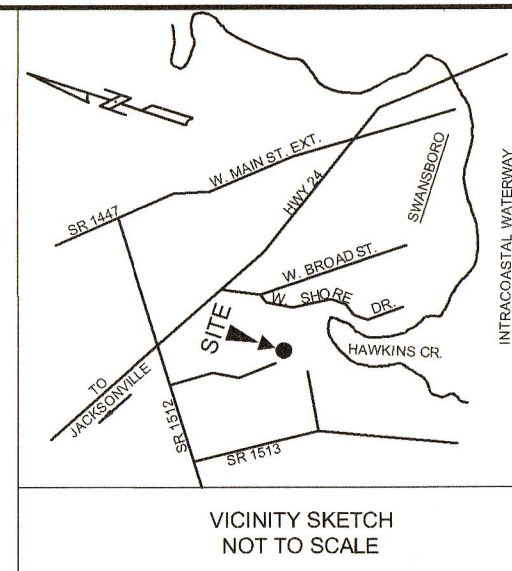 W. MAIN ST. EXT.
HWY 24
SWANSBORO
INTRACOASTAL WATERWAY
SR 1447
W. BROAD ST.
W. SHORE DR.
SITE
HAWKINS CR.
TO
JACKSONVILLE
SR 1512
SR 1513
VICINITY SKETCH
NOT TO SCALE